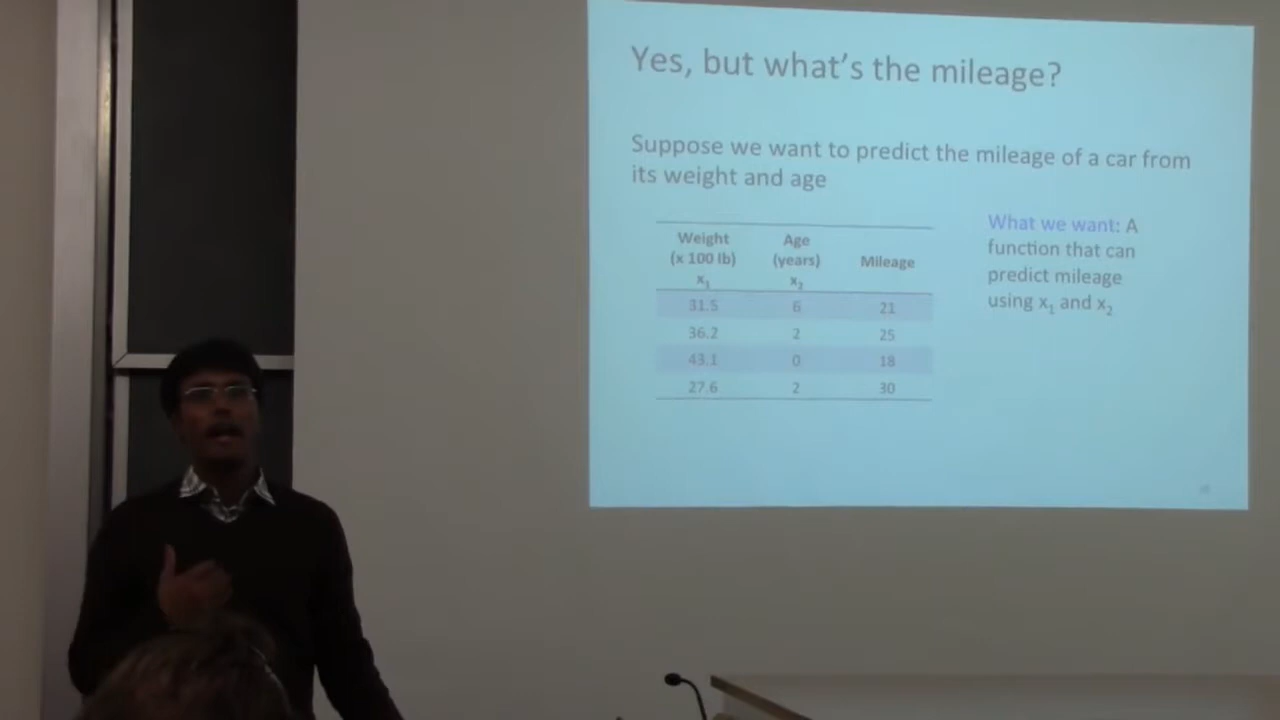 Yes, but what's the mileage?
Suppose we want to predict the mileage of a car from
its weight and age
Weight (x 100 lb) x₁ Age (years) x₂ Mileage
31.5 6 21
36.2 2 25
43.1 0 18
27.6 2 30
What we want: A
function that can
predict mileage
using x₁ and x₂